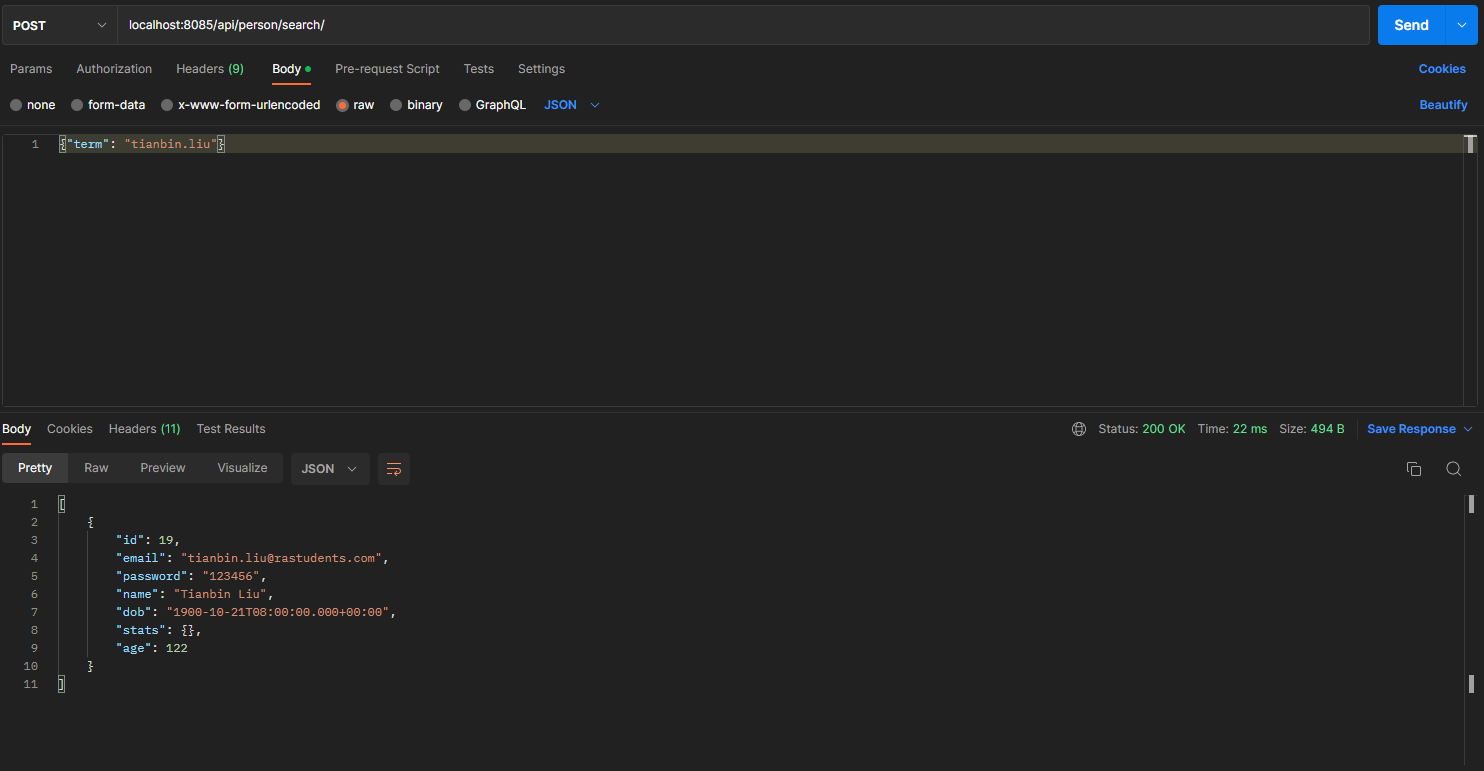 POST localhost:8085/api/person/search/ Send
Params Authorization Headers (9) Body Pre-request Script Tests Settings Cookies
none form-data x-www-form-urlencoded raw binary GraphQL JSON Beautify
1 {"term": "tianbin.liu"}
Body Cookies Headers (11) Test Results Status: 200 OK Time: 22 ms Size: 494 B Save Response
Pretty Raw Preview Visualize JSON
1 [
2 {
3 "id": 19,
4 "email": "tianbin.liu@rastudents.com",
5 "password": "123456",
6 "name": "Tianbin Liu",
7 "dob": "1900-10-21T08:00:00.000+00:00",
8 "stats": {},
9 "age": 122
10 }
11 ]